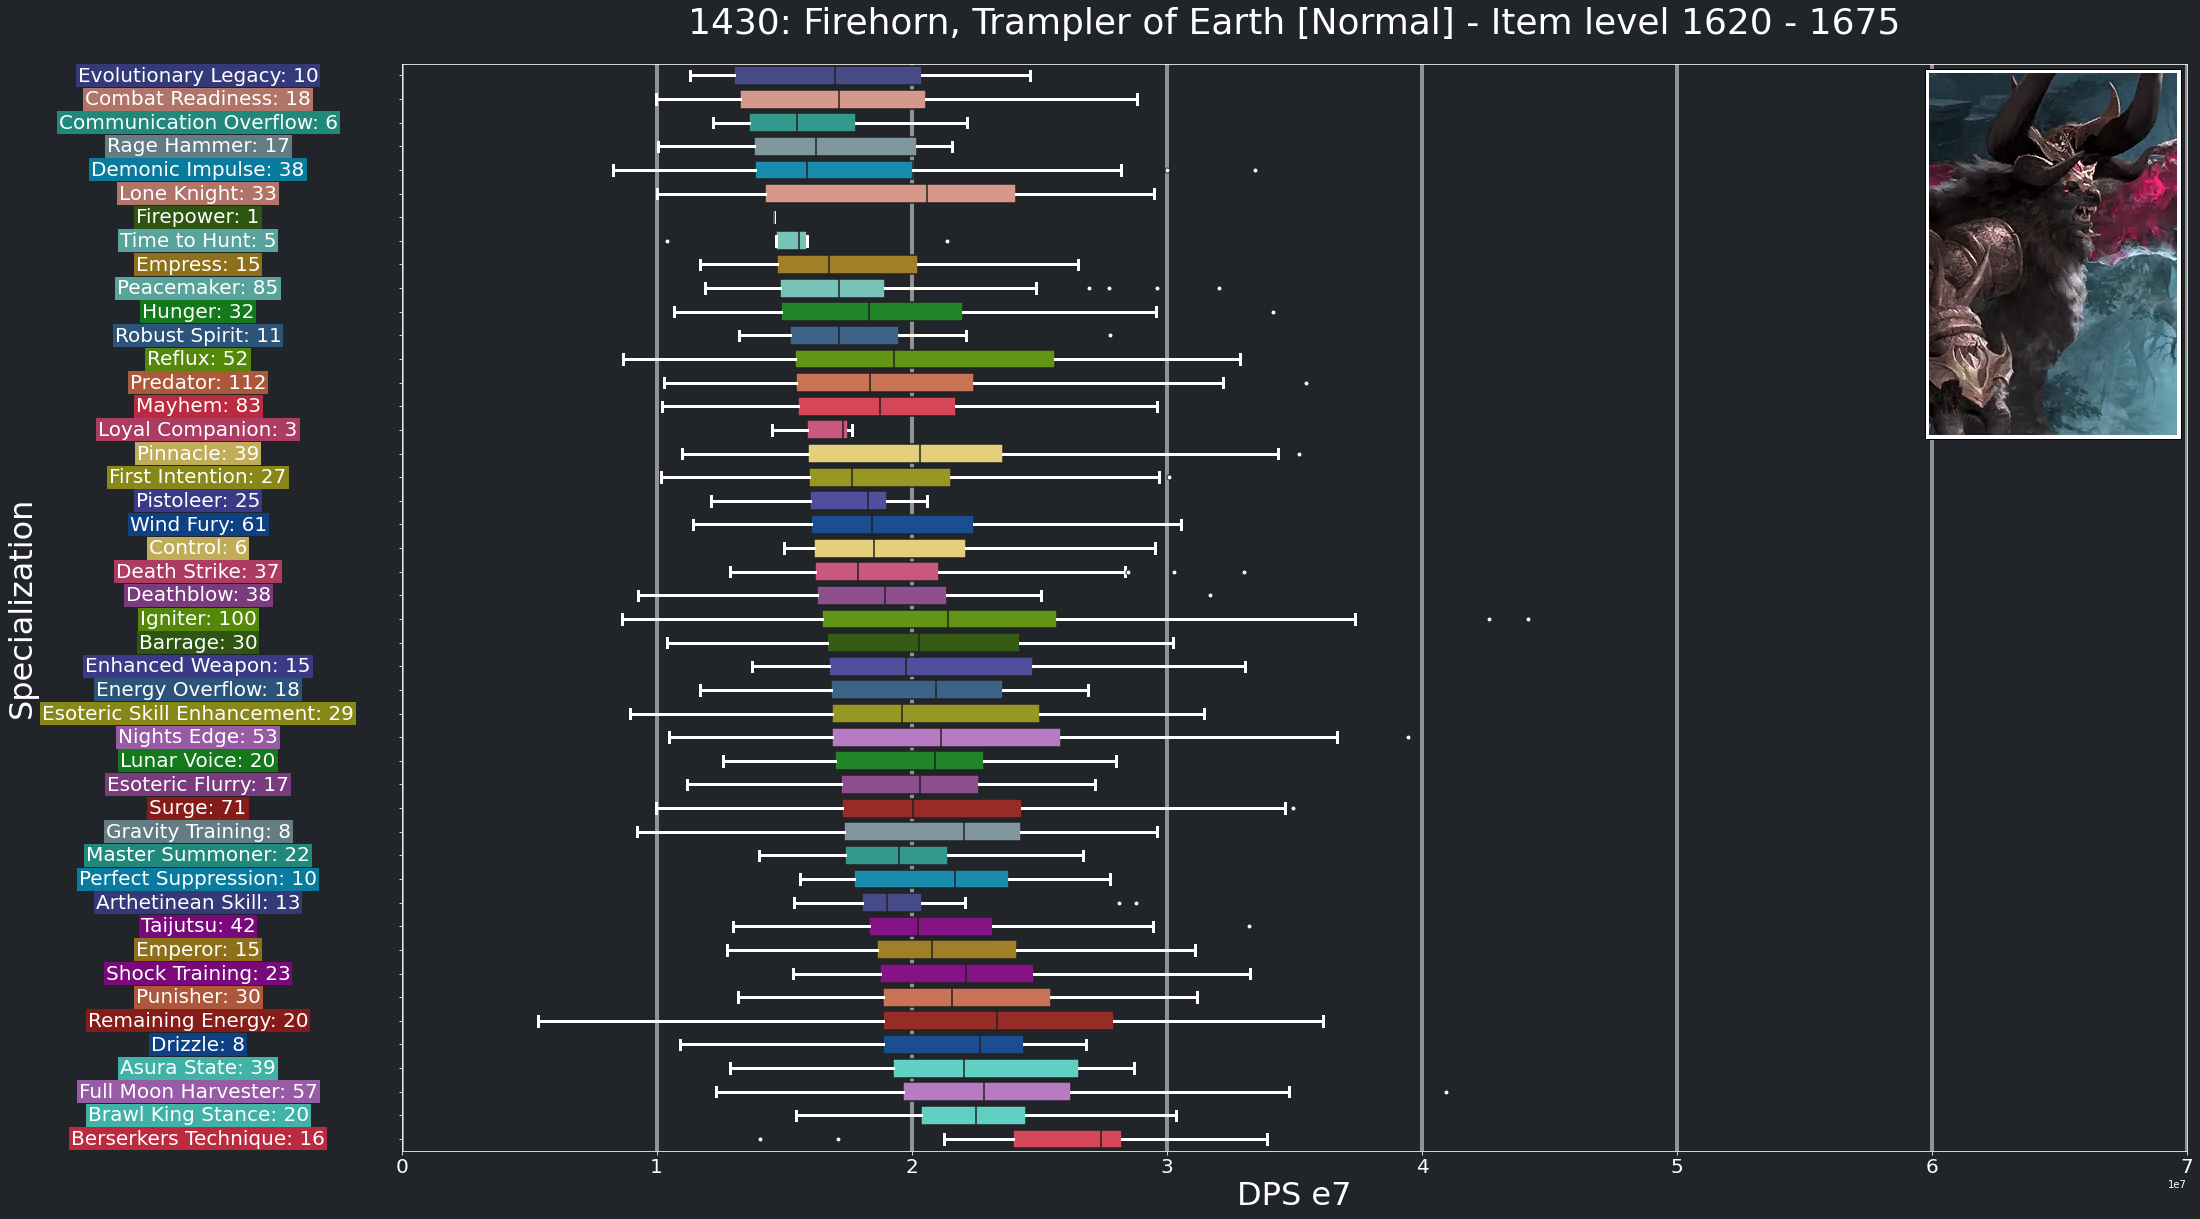 1430: Firehorn, Trampler of Earth [Normal] - Item level 1620 - 1675
Evolutionary Legacy: 10
Combat Readiness: 18
Communication Overflow: 6
Rage Hammer: 17
Demonic Impulse: 38
Lone Knight: 33
Firepower: 1
Time to Hunt: 5
Empress: 15
Peacemaker: 85
Hunger: 32
Robust Spirit: 11
Reflux: 52
Predator: 112
Mayhem: 83
Loyal Companion: 3
Pinnacle: 39
First Intention: 27
Pistoleer: 25
Wind Fury: 61
Control: 6
Death Strike: 37
Deathblow: 38
Igniter: 100
Barrage: 30
Enhanced Weapon: 15
Energy Overflow: 18
Esoteric Skill Enhancement: 29
Nights Edge: 53
Lunar Voice: 20
Esoteric Flurry: 17
Surge: 71
Gravity Training: 8
Master Summoner: 22
Perfect Suppression: 10
Arthetinean Skill: 13
Taijutsu: 42
Emperor: 15
Shock Training: 23
Punisher: 30
Remaining Energy: 20
Drizzle: 8
Asura State: 39
Full Moon Harvester: 57
Brawl King Stance: 20
Berserkers Technique: 16
Specialization
0 1 2 3 4 5 6 7
1e7
DPS e7